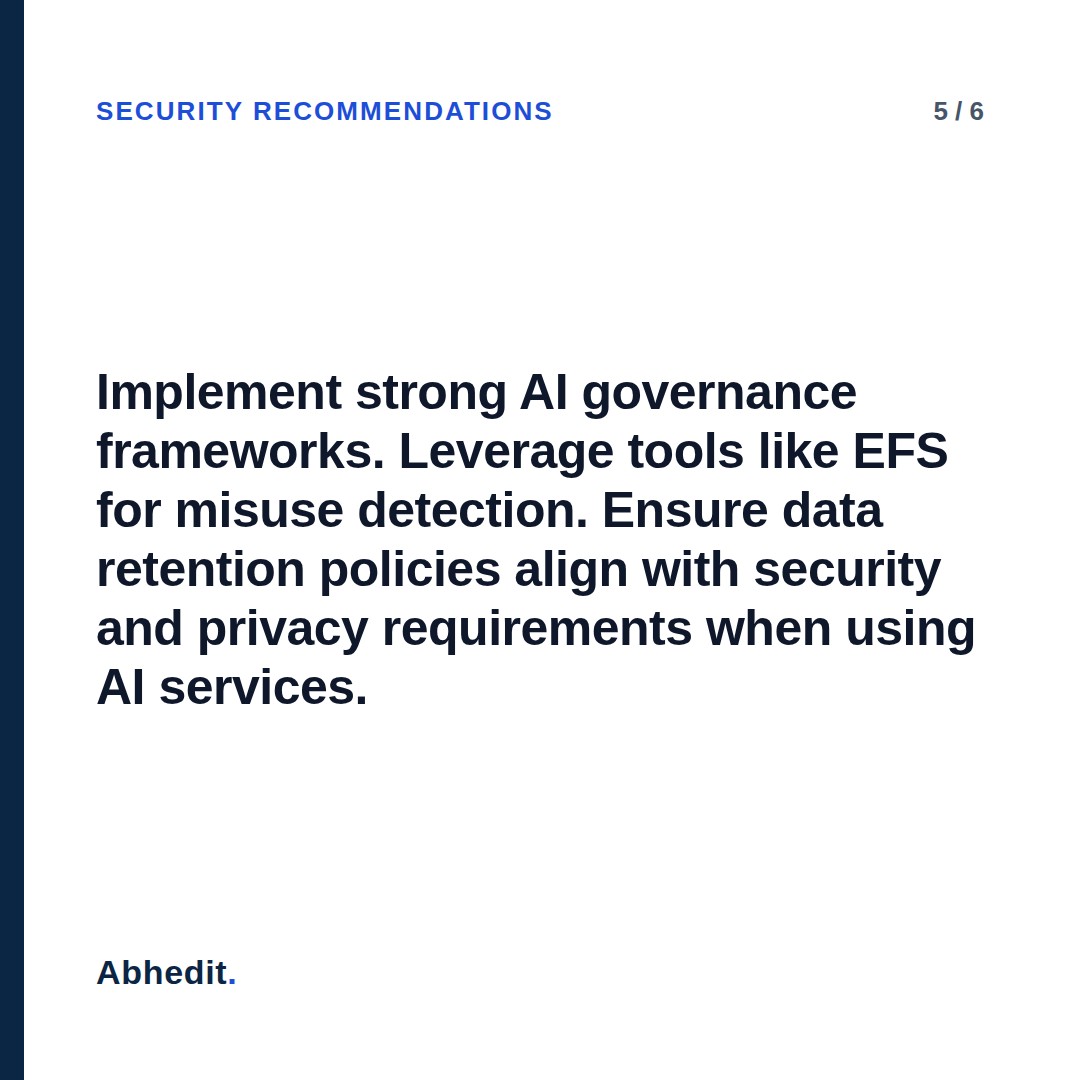 SECURITY RECOMMENDATIONS
5 / 6
Implement strong AI governance
frameworks. Leverage tools like EFS
for misuse detection. Ensure data
retention policies align with security
and privacy requirements when using
AI services.
Abhedit.